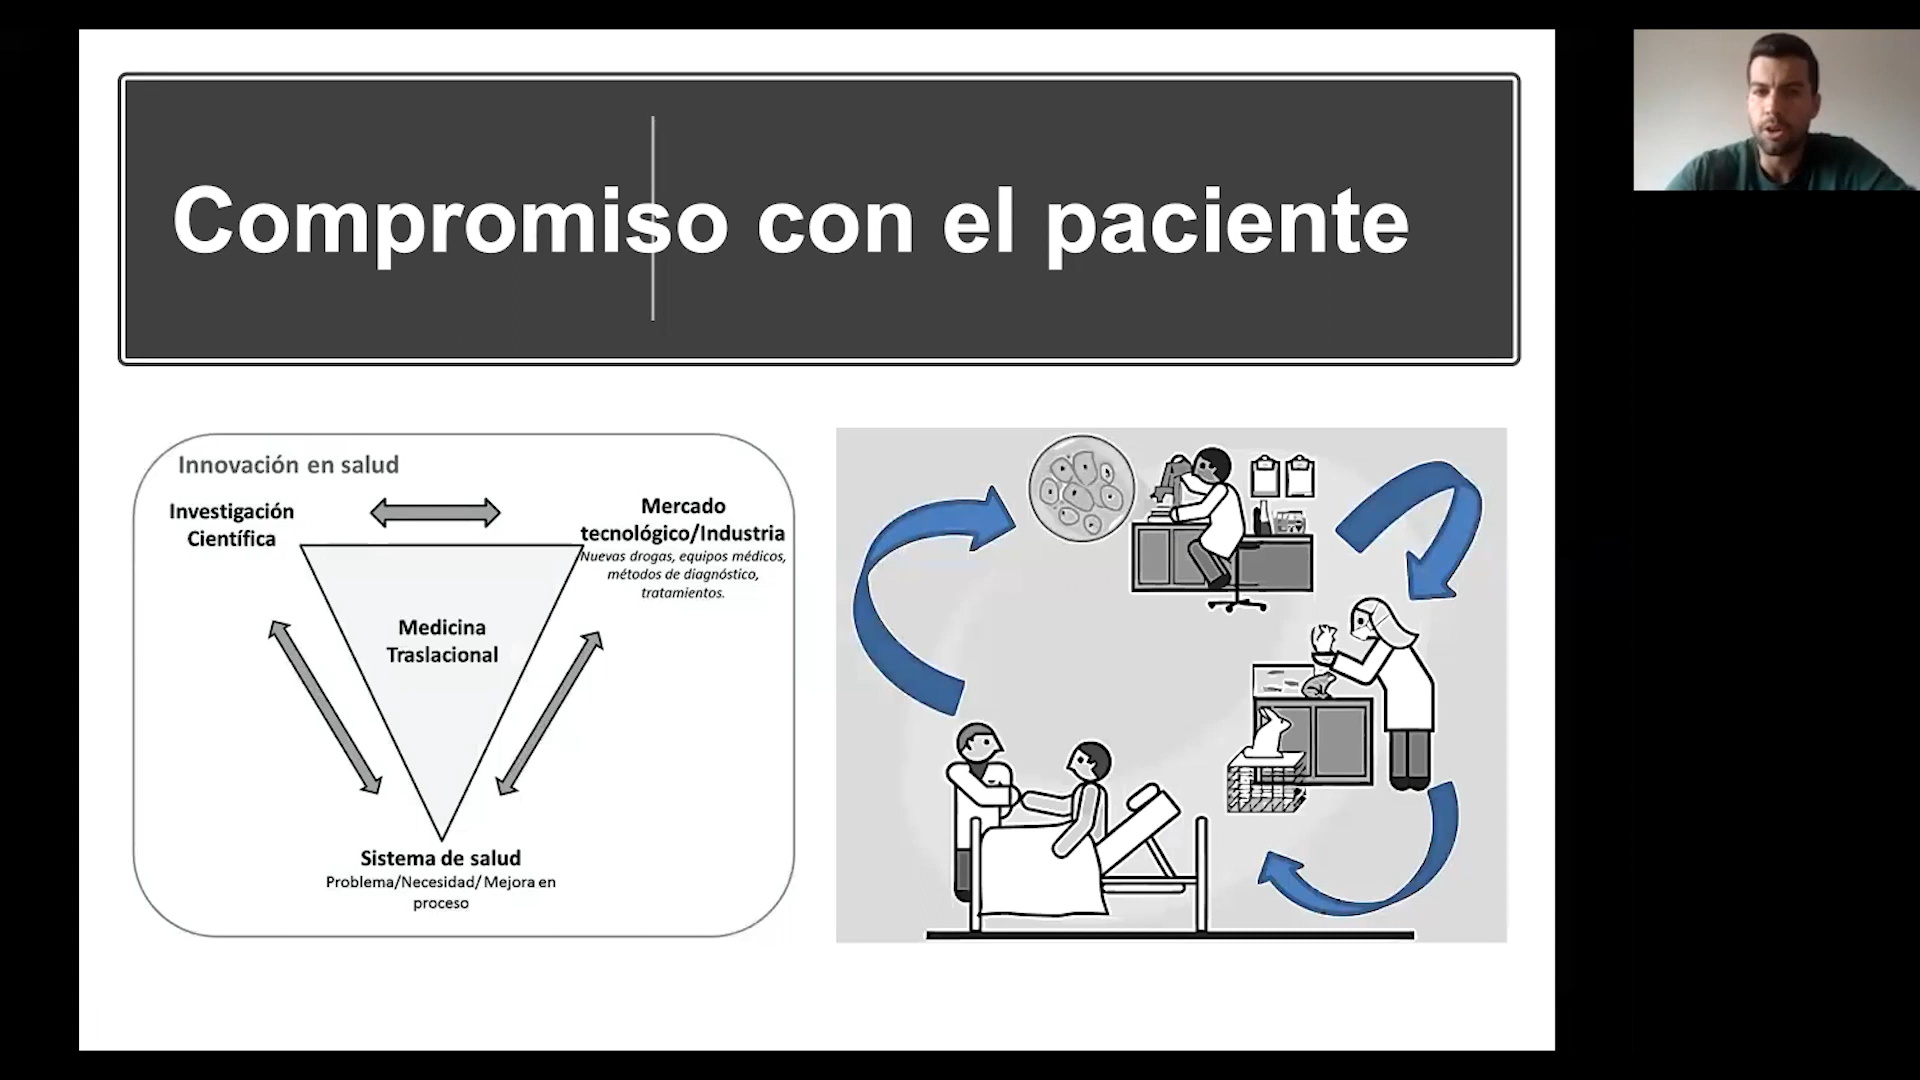 Compromiso con el paciente
Innovación en salud
Investigación
Científica
Mercado
tecnológico/Industria
Nuevas drogas, equipos médicos,
métodos de diagnóstico,
tratamientos.
Medicina
Traslacional
Sistema de salud
Problema/Necesidad/ Mejora en
proceso